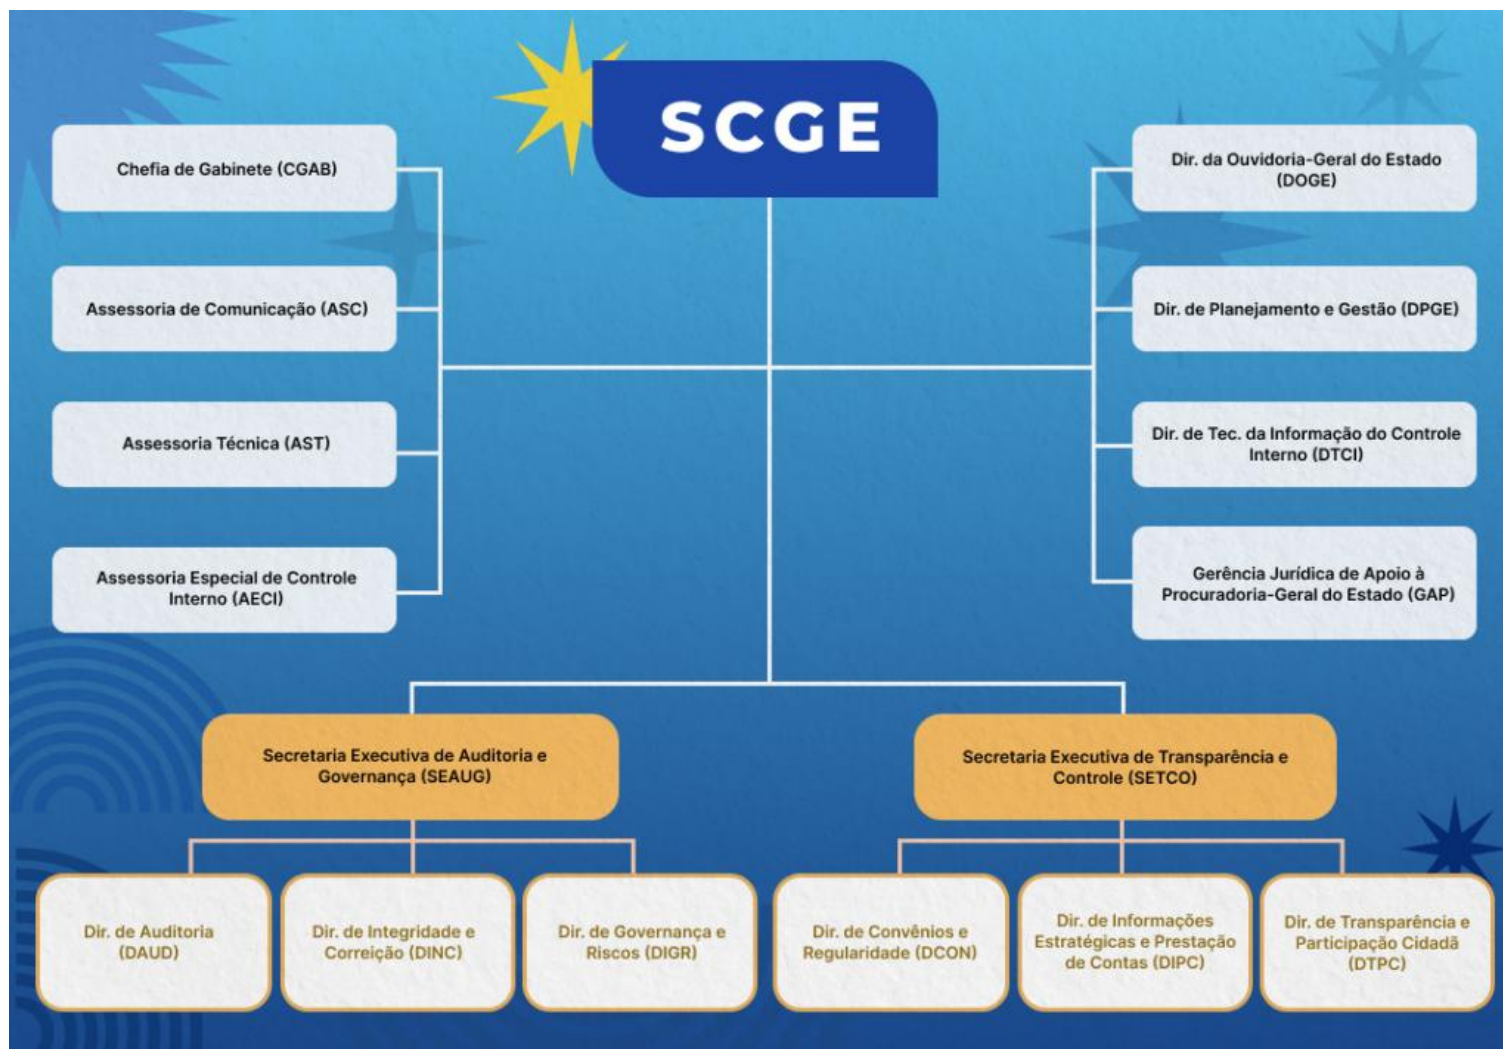 SCGE
Chefia de Gabinete (CGAB)
Assessoria de Comunicação (ASC)
Assessoria Técnica (AST)
Assessoria Especial de Controle
Interno (AECI)
Dir. da Ouvidoria-Geral do Estado
(DOGE)
Dir. de Planejamento e Gestão (DPGE)
Dir. de Tec. da Informação do Controle
Interno (DTCI)
Gerência Jurídica de Apoio à
Procuradoria-Geral do Estado (GAP)
Secretaria Executiva de Auditoria e
Governança (SEAUG)
Secretaria Executiva de Transparência e
Controle (SETCO)
Dir. de Auditoria
(DAUD)
Dir. de Integridade e
Correição (DINC)
Dir. de Governança e
Riscos (DIGR)
Dir. de Convênios e
Regularidade (DCON)
Dir. de Informações
Estratégicas e Prestação
de Contas (DIPC)
Dir. de Transparência e
Participação Cidadã
(DTPC)